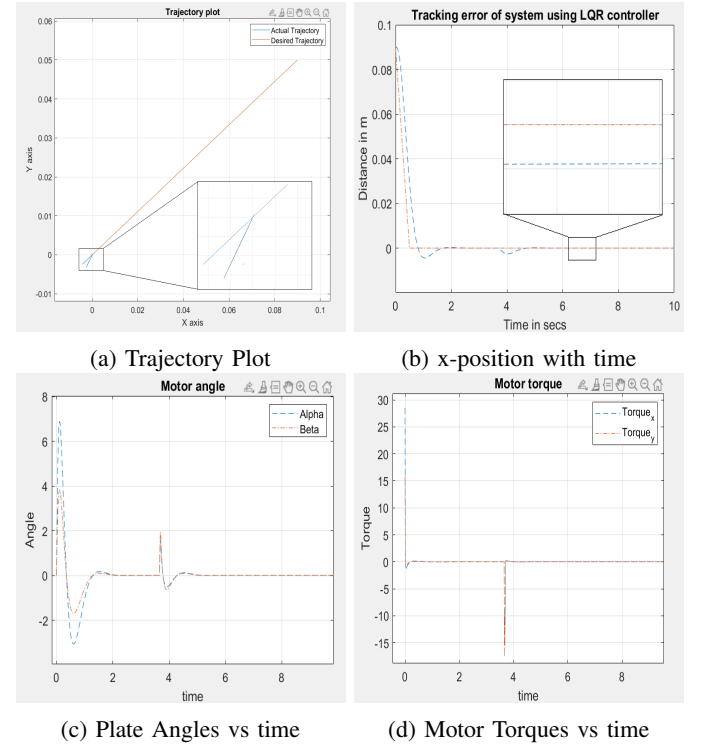 Trajectory plot
Actual Trajectory
Desired Trajectory
0.06
0.05
0.04
0.03
0.02
0.01
0
-0.01
Y axis
0
0.02
0.04
0.06
0.08
0.1
X axis
(a) Trajectory Plot
Tracking error of system using LQR controller
0.1
0.08
0.06
0.04
0.02
0
Distance in m
0
2
4
6
8
10
Time in secs
(b) x-position with time
Motor angle
Alpha
Beta
8
6
4
2
0
-2
Angle
0
2
4
6
8
time
(c) Plate Angles vs time
Motor torque
Torquex
Torquey
30
25
20
15
10
5
0
-5
-10
-15
Torque
0
2
4
6
8
time
(d) Motor Torques vs time